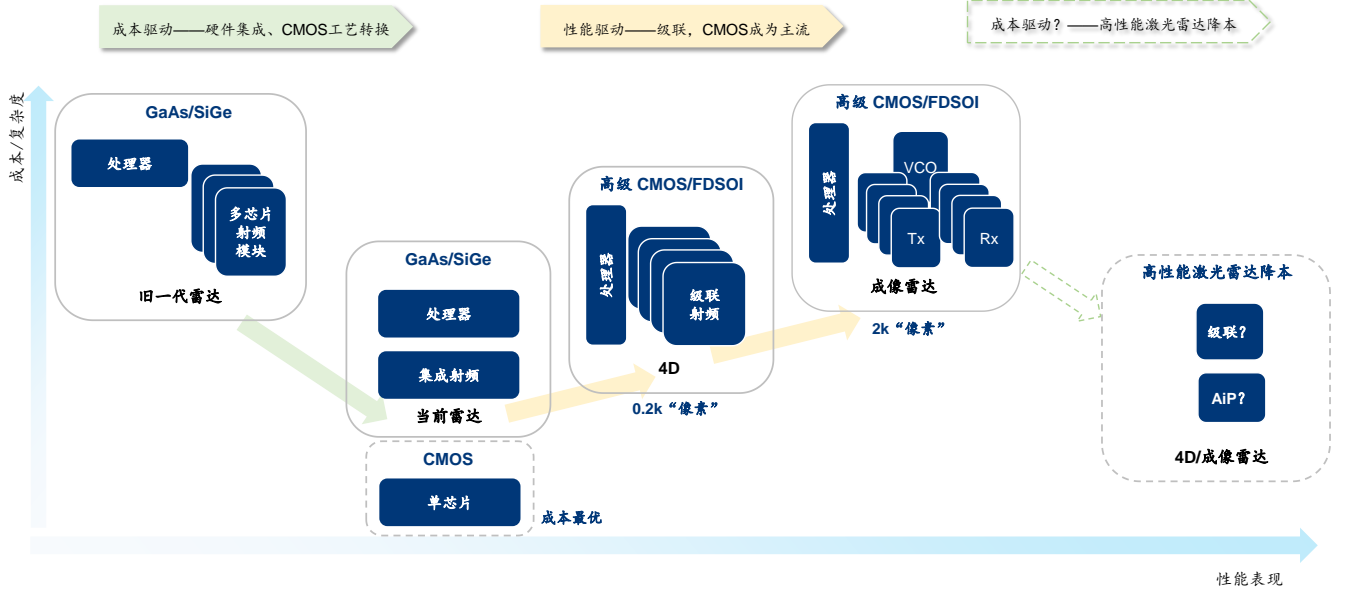 成本驱动——硬件集成、CMOS工艺转换
性能驱动——级联，CMOS成为主流
成本驱动？——高性能激光雷达降本
成本/复杂度
GaAs/SiGe
处理器
多芯片
射频
模块
旧一代雷达
GaAs/SiGe
处理器
集成射频
当前雷达
CMOS
单芯片
成本最优
高级 CMOS/FDSOI
处理器
级联
射频
4D
0.2k“像素”
高级 CMOS/FDSOI
处理器
VCO
Tx
Rx
成像雷达
2k“像素”
高性能激光雷达降本
级联？
AiP？
4D/成像雷达
性能表现